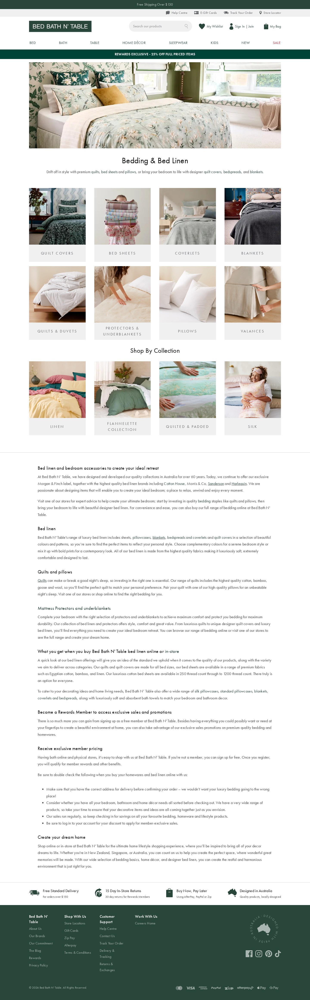 Free Shipping Over $150
Help Centre
E-Gift Cards
Track Your Order
Store Locator
BED BATH N' TABLE
Search our products
My Wishlist
Sign In | Join
My Bag
BED
BATH
TABLE
HOME DÉCOR
SLEEPWEAR
KIDS
NEW
SALE
REWARDS EXCLUSIVE - 25% OFF FULL PRICED ITEMS
Bedding & Bed Linen
Drift off in style with premium quilts, bed sheets and pillows, or bring your bedroom to life with designer quilt covers, bedspreads, and blankets.
QUILT COVERS
BED SHEETS
COVERLETS
BLANKETS
QUILTS & DUVETS
PROTECTORS &
UNDERBLANKETS
PILLOWS
VALANCES
Shop By Collection
LINEN
FLANNELETTE
COLLECTION
QUILTED & PADDED
SILK
Bed linen and bedroom accessories to create your ideal retreat
At Bed Bath N' Table, we have designed and developed our quality collections in Australia for over 60 years. Today, we continue to offer our exclusive
Morgan & Finch label, together with the highest quality bed linen brands including Cotton House, Morris & Co, Sanderson and Harlequin. We are
passionate about designing items that will enable you to create your ideal bedroom; a place to relax, unwind and enjoy every moment.
Visit one of our stores for expert advice to help create your ultimate bedroom; start by investing in quality bedding staples like quilts and pillows, then
bring your bedroom to life with beautiful designer bed linen. For convenience and ease, you can also buy our full range of bedding online at Bed Bath N'
Table.
Bed linen
Bed Bath N' Table's range of luxury bed linen includes sheets, pillowcases, blankets, bedspreads and coverlets and quilt covers in a selection of beautiful
colours and patterns, so you're sure to find the perfect items to reflect your personal style. Choose complementary colours for a serene bedroom style or
mix it up with bold prints for a contemporary look. All of our bed linen is made from the highest quality fabrics making it luxuriously soft, extremely
comfortable and designed to last.
Quilts and pillows
Quilts can make or break a good night's sleep, so investing in the right one is essential. Our range of quilts includes the highest quality cotton, bamboo,
goose and wool, so you'll find the perfect quilt to match your personal preference. Pair your quilt with one of our high-quality pillows for an unbeatable
night's sleep. Visit one of our stores or shop online to find the right bedding for you.
Mattress Protectors and underblankets
Complete your bedroom with the right selection of protectors and underblankets to achieve maximum comfort and protect you bedding for maximum
durability. Our collection of bed linen and protectors offers style, comfort and great value. From luxurious quilts to unique designer quilt covers and luxury
bed linen, you'll find everything you need to create your ideal bedroom retreat. You can browse our range of bedding online or visit one of our stores to
see the full range and create your dream home.
What you get when you buy Bed Bath N' Table bed linen online or in-store
A quick look at our bed linen offerings will give you an idea of the standard we uphold when it comes to the quality of our products, along with the variety
we aim to deliver across categories. Our quilts and quilt covers are made for all bed sizes, our bed sheets are available in a range of premium fabrics
such as Egyptian cotton, bamboo, and linen. Our luxurious cotton bed sheets are available in 250 thread count through to 1200 thread count. There truly is
an option for everyone.
To cater to your decorating ideas and home living needs, Bed Bath N' Table also offer a wide range of silk pillowcases, standard pillowcases, blankets,
coverlets and bedspreads, along with luxuriously soft and absorbent bath towels to match your bedroom and bathroom decor.
Become a Rewards Member to access exclusive sales and promotions
There is so much more you can gain from signing up as a free member at Bed Bath N' Table. Besides having everything you could possibly want or need at
your fingertips to create a beautiful environment at home, you can also take advantage of our exclusive sales promotions on premium quality bedding and
homewares.
Receive exclusive member pricing
Having both online and physical stores, it's easy to shop with us at Bed Bath N' Table. If you're not a member, you can sign up for free. Once you register,
you will qualify for member rewards and other benefits.
Be sure to double check the following when you buy your homewares and bed linen online with us:
• Make sure that you have the correct address for delivery before confirming your order – we wouldn't want your luxury bedding going to the wrong
place!
• Consider whether you have all your bedroom, bathroom and home décor needs all sorted before checking out. We have a very wide range of
products, so take your time to ensure that your decorative items and ideas are all coming together just as you envision.
• Our sales run regularly, so keep checking in for savings on all your favourite bedding, homeware and lifestyle products.
• Be sure to log in to your account for your discount to apply for member-exclusive sales.
Create your dream home
Shop online or in-store at Bed Bath N' Table for the ultimate home lifestyle shopping experience, where you'll be inspired to bring all of your decor
dreams to life. Whether you're in New Zealand, Singapore, or Australia, you can count on us to help you create the perfect space, where wonderful great
memories will be made. With our wide selection of bedding basics, home décor, and designer bed linen, you can create the restful and harmonious
environment that is just right for you.
Free Standard Delivery
For orders over $150
15 Day In-Store Returns
30 day returns for Rewards Members
Buy Now, Pay Later
Using AfterPay, PayPal or Zip
Designed in Australia
Quality products, locally designed
Bed Bath N'
Table
About Us
Our Brands
Our Commitment
The Blog
Rewards
Privacy Policy
Shop With Us
Store Locations
Gift Cards
Zip Pay
Afterpay
Terms & Conditions
Customer
Support
Help Centre
Contact Us
Track Your Order
Delivery &
Tracking
Returns &
Exchanges
Work With Us
Careers Home
DESIGNED WITH PRIDE IN AUSTRALIA
© 2026 Bed Bath N' Table. All Rights Reserved.
VISA
AMERICAN
EXPRESS
PayPal
ZIP
afterpay
Pay
G Pay